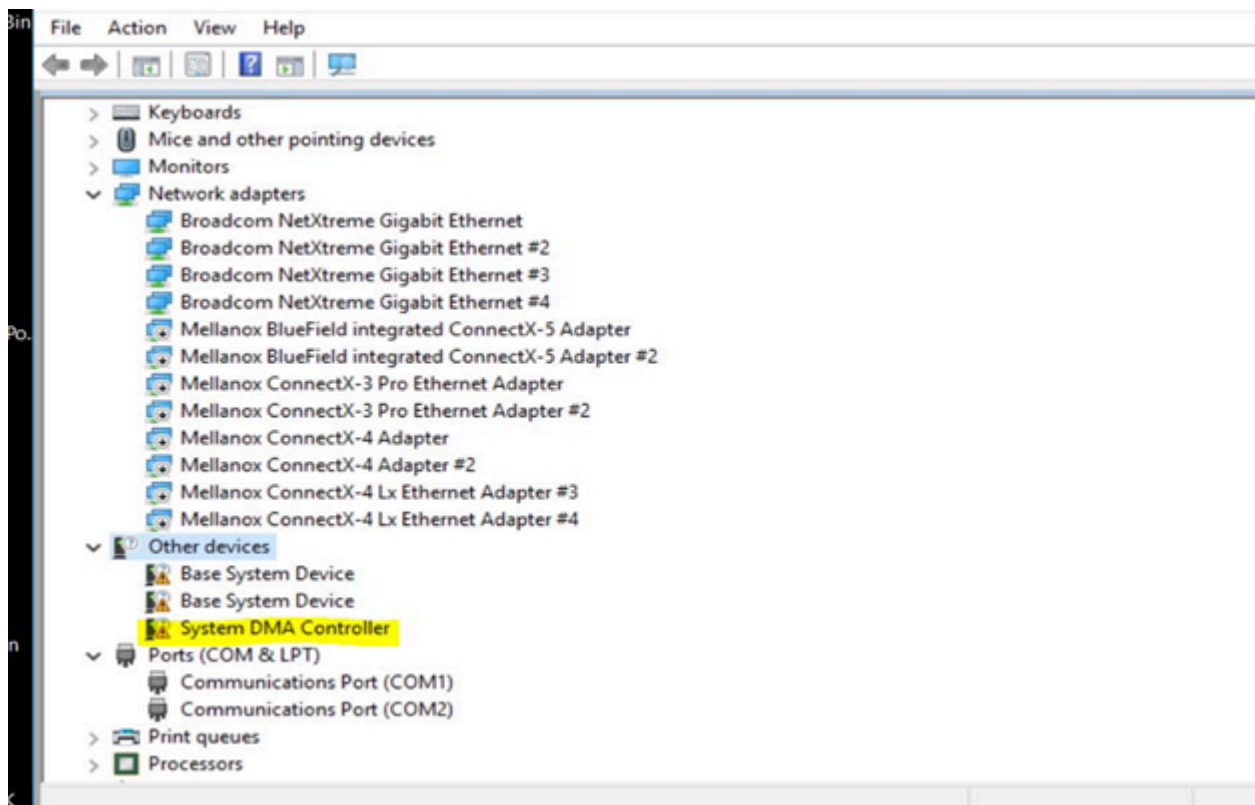 File Action View Help
Keyboards
Mice and other pointing devices
Monitors
Network adapters
Broadcom NetXtreme Gigabit Ethernet
Broadcom NetXtreme Gigabit Ethernet #2
Broadcom NetXtreme Gigabit Ethernet #3
Broadcom NetXtreme Gigabit Ethernet #4
Po.
Mellanox BlueField integrated ConnectX-5 Adapter
Mellanox BlueField integrated ConnectX-5 Adapter #2
Mellanox ConnectX-3 Pro Ethernet Adapter
Mellanox ConnectX-3 Pro Ethernet Adapter #2
Mellanox ConnectX-4 Adapter
Mellanox ConnectX-4 Adapter #2
Mellanox ConnectX-4 Lx Ethernet Adapter #3
Mellanox ConnectX-4 Lx Ethernet Adapter #4
Other devices
Base System Device
Base System Device
System DMA Controller
n
Ports (COM & LPT)
Communications Port (COM1)
Communications Port (COM2)
Print queues
Processors